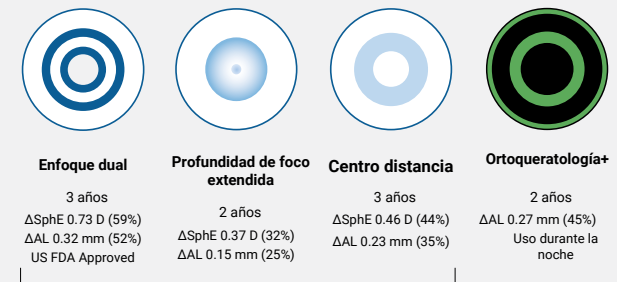 Enfoque dual
3 años
ΔSphE 0.73 D (59%)
ΔAL 0.32 mm (52%)
US FDA Approved
Profundidad de foco
extendida
2 años
ΔSphE 0.37 D (32%)
ΔAL 0.15 mm (25%)
Centro distancia
3 años
ΔSphE 0.46 D (44%)
ΔAL 0.23 mm (35%)
Ortoqueratología+
2 años
ΔAL 0.27 mm (45%)
Uso durante la
noche